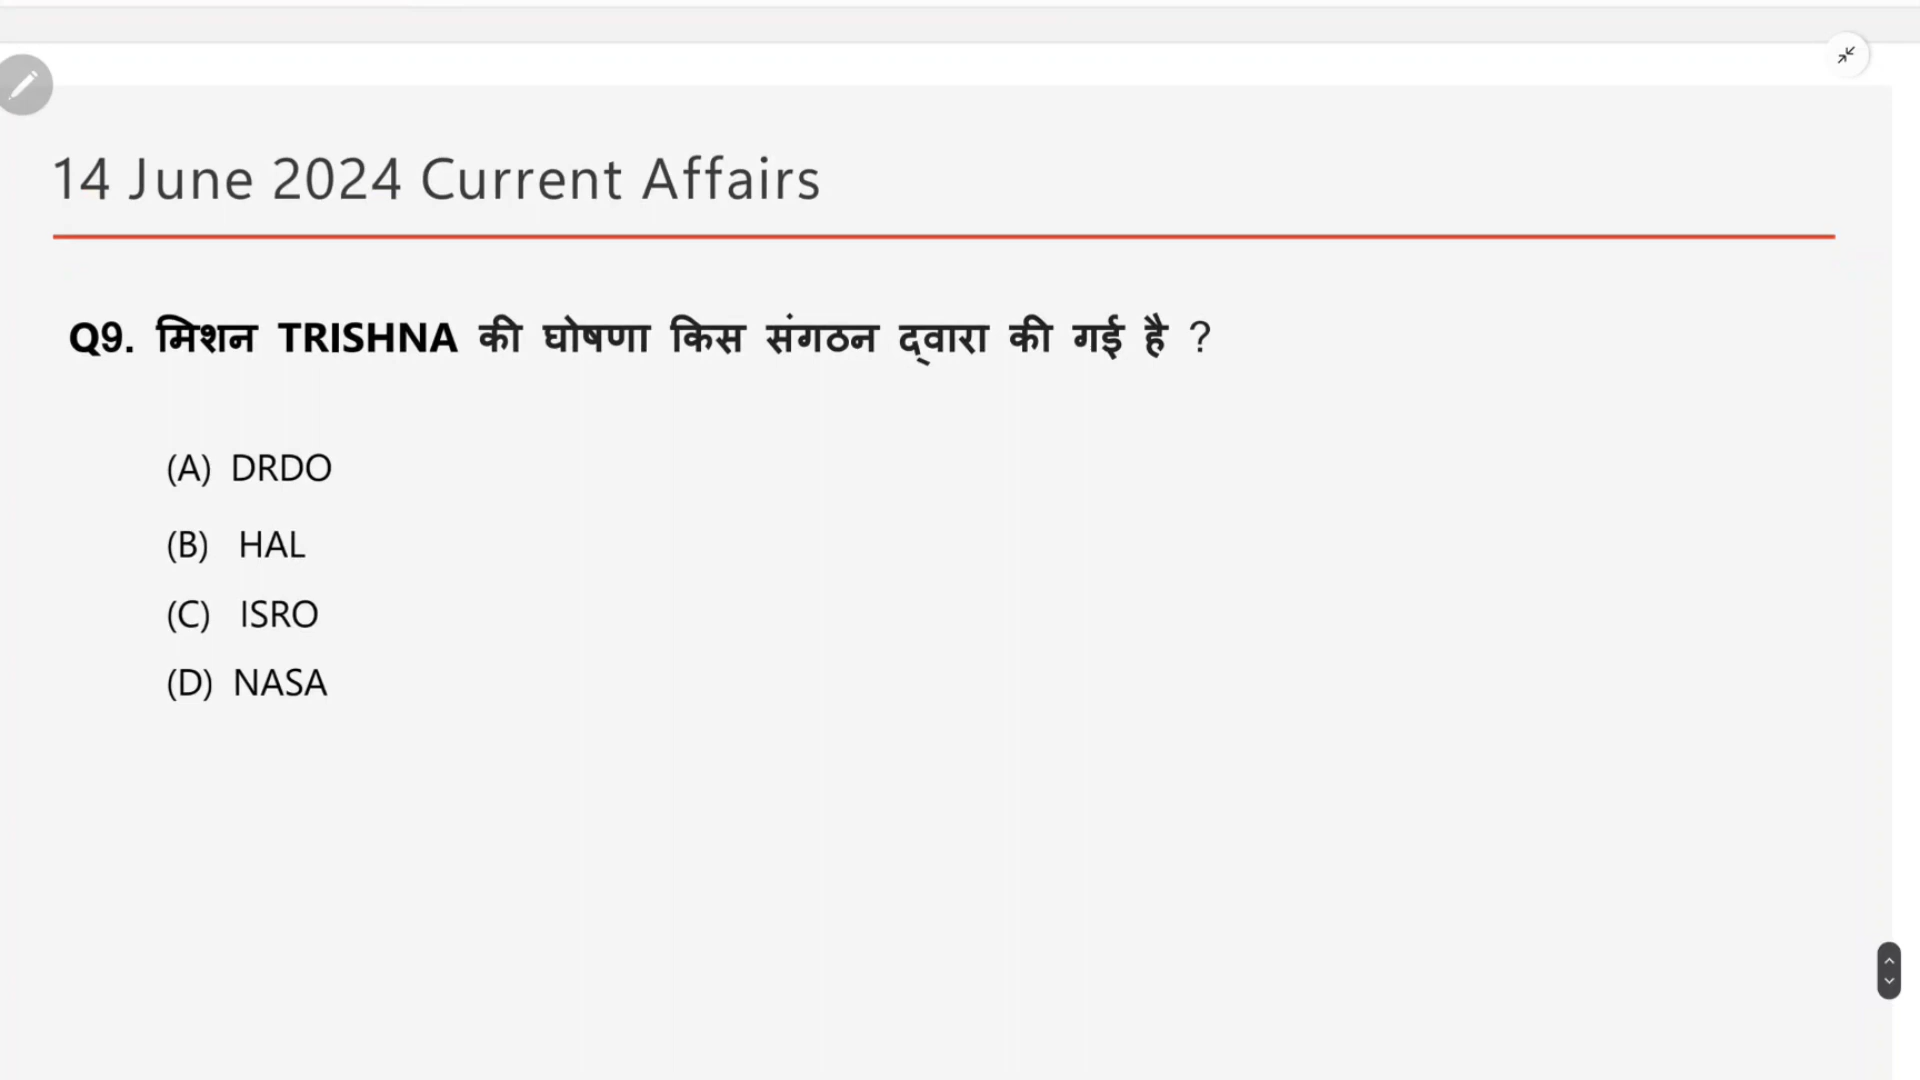 14 June 2024 Current Affairs
Q9. मिशन TRISHNA की घोषणा किस संगठन द्वारा की गई है ?
(A) DRDO
(B) HAL
(C) ISRO
(D) NASA